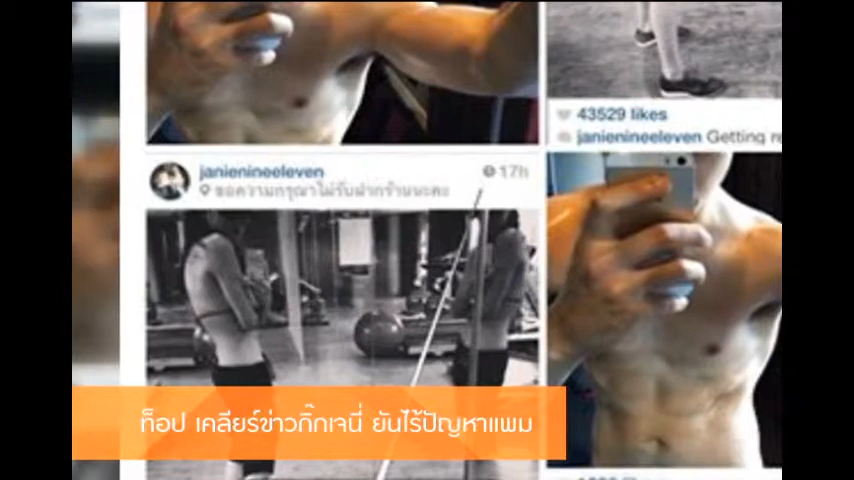 43529 likes
janienineeleven Getting re
janienineeleven
17h
ขอความกรุณาไม่รับฝากร้านนะคะ
ท็อป เคลียร์ข่าวกิ๊กเจนี่ ยันไร้ปัญหาแพม